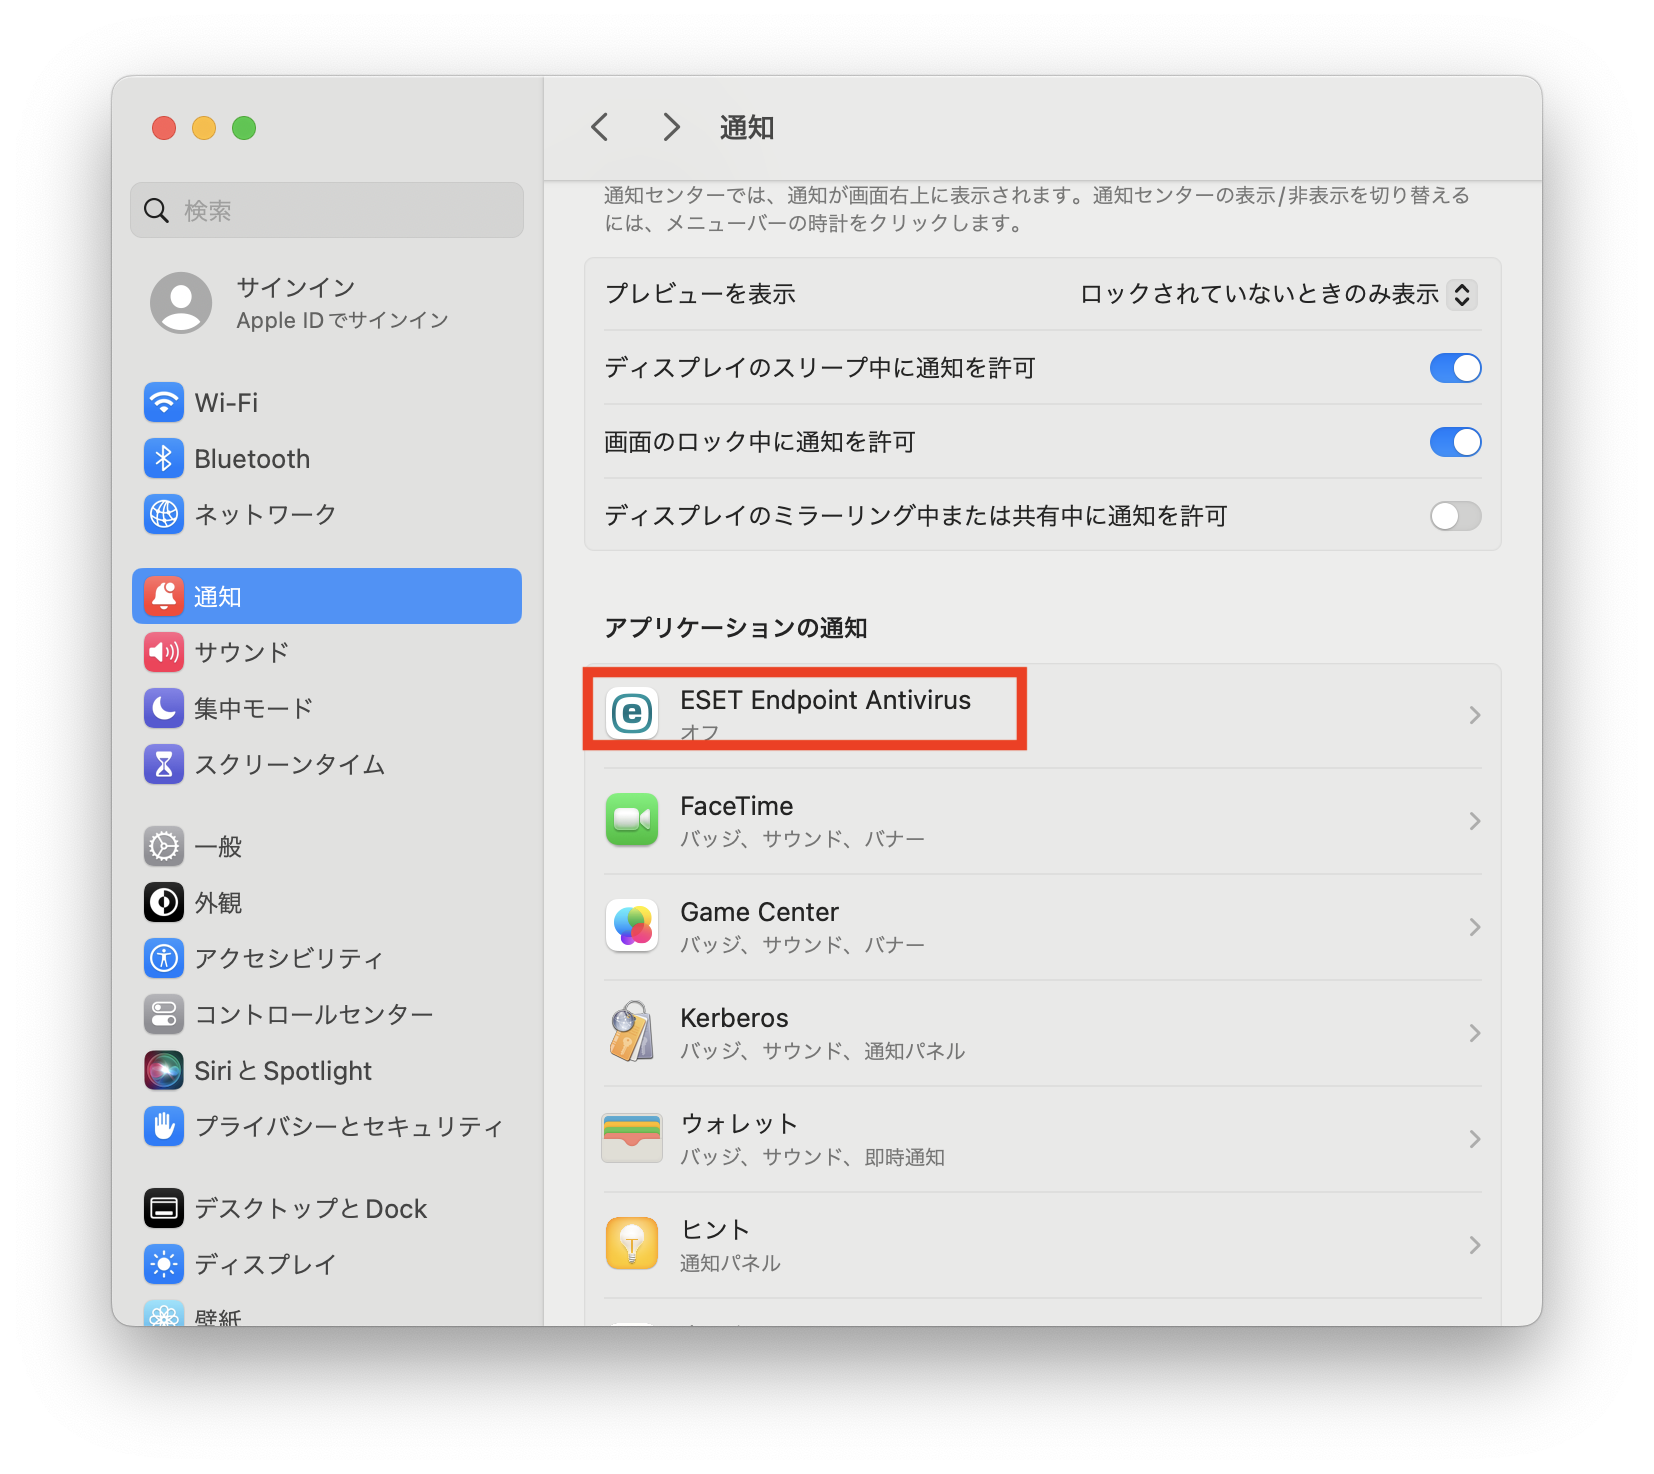 検索
サインイン
Apple IDでサインイン
Wi-Fi
Bluetooth
ネットワーク
通知
サウンド
集中モード
スクリーンタイム
一般
外観
アクセシビリティ
コントロールセンター
SiriとSpotlight
プライバシーとセキュリティ
デスクトップとDock
ディスプレイ
壁紙
通知
通知センターでは、通知が画面右上に表示されます。通知センターの表示/非表示を切り替える
には、メニューバーの時計をクリックします。
プレビューを表示 ロックされていないときのみ表示
ディスプレイのスリープ中に通知を許可
画面のロック中に通知を許可
ディスプレイのミラーリング中または共有中に通知を許可
アプリケーションの通知
ESET Endpoint Antivirus
オフ
FaceTime
バッジ、サウンド、バナー
Game Center
バッジ、サウンド、バナー
Kerberos
バッジ、サウンド、通知パネル
ウォレット
バッジ、サウンド、即時通知
ヒント
通知パネル